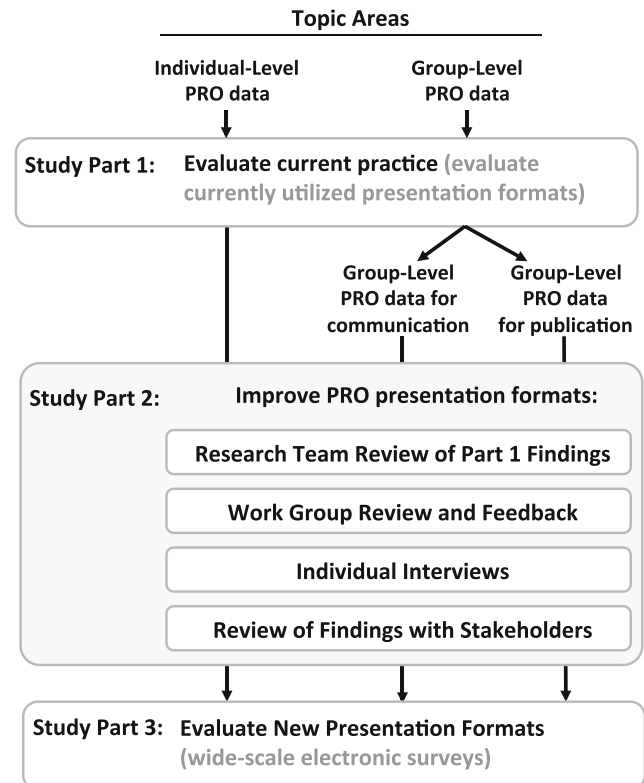 Topic Areas
Individual-Level
PRO data
Group-Level
PRO data
Study Part 1: Evaluate current practice (evaluate
currently utilized presentation formats)
Group-Level
PRO data for
communication
Group-Level
PRO data
for publication
Study Part 2: Improve PRO presentation formats:
Research Team Review of Part 1 Findings
Work Group Review and Feedback
Individual Interviews
Review of Findings with Stakeholders
Study Part 3: Evaluate New Presentation Formats
(wide-scale electronic surveys)